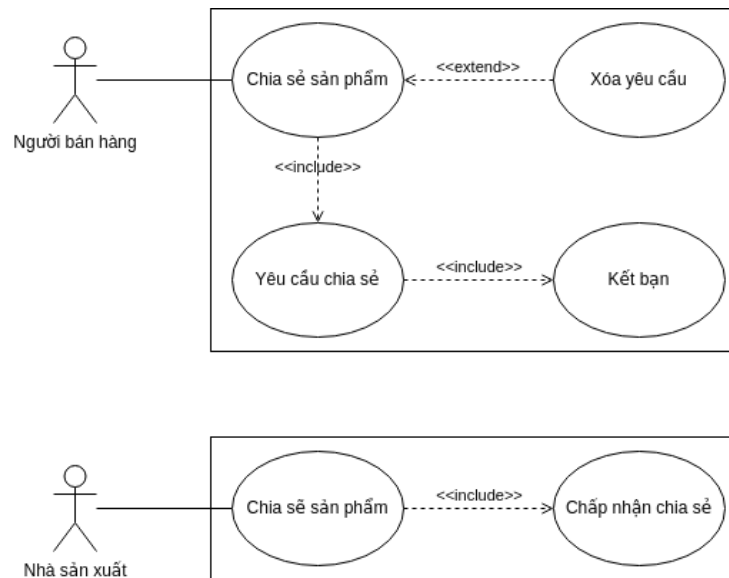 Chia sẻ sản phẩm
<<extend>>
Xóa yêu cầu
Người bán hàng
<<include>>
Yêu cầu chia sẻ
<<include>>
Kết bạn
Chia sẽ sản phẩm
<<include>>
Chấp nhận chia sẻ
Nhà sản xuất